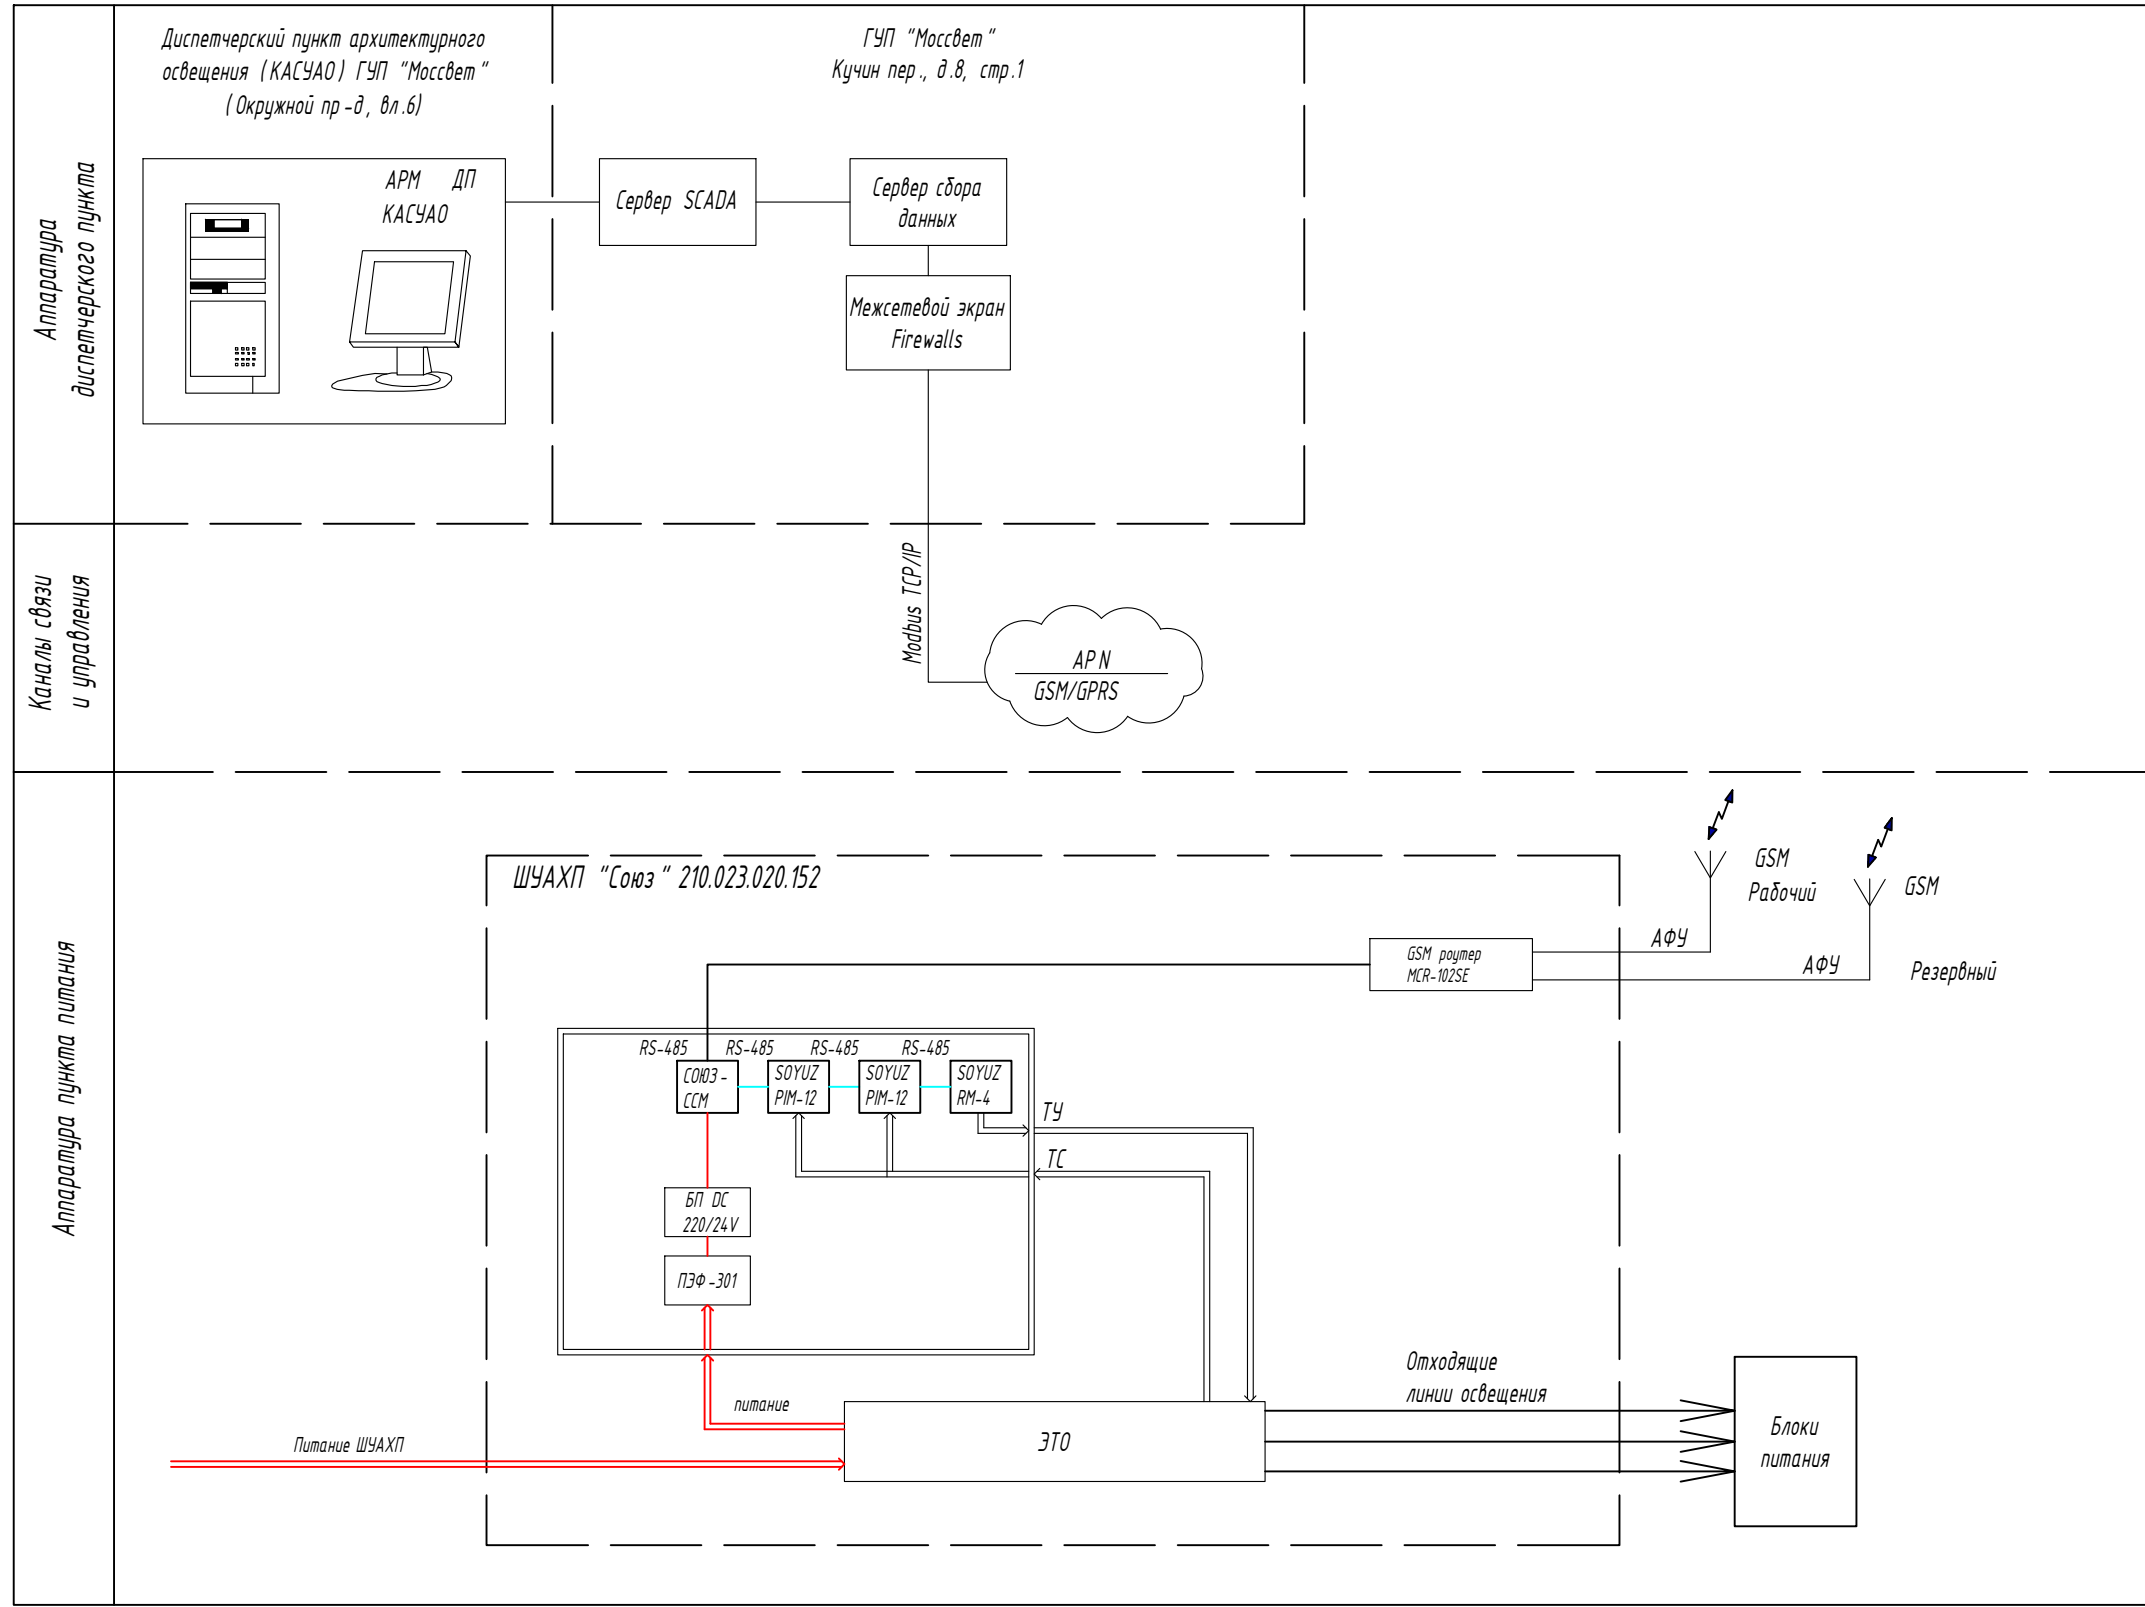 Аппаратура
диспетчерского пункта
Диспетчерский пункт архитектурного
освещения (КАСУАО) ГУП "Моссвет"
(Окружной пр-д, вл.6)
ГУП "Моссвет"
Кучин пер., д.8, стр.1
АРМ ДП
КАСУАО
Сервер SCADA
Сервер сбора
данных
Межсетевой экран
Firewalls
Каналы связи
и управления
Modbus TCP/IP
APN
GSM/GPRS
Аппаратура пункта питания
ШУАХП "Союз" 210.023.020.152
GSM
Рабочий
GSM
Резервный
АФУ
АФУ
GSM роутер
MCR-102SE
RS-485
RS-485
RS-485
RS-485
СОЮЗ-
ССМ
SOYUZ
PIM-12
SOYUZ
PIM-12
SOYUZ
RM-4
ТУ
ТС
БП DC
220/24V
ПЭФ-301
питание
Питание ШУАХП
ЭТО
Отходящие
линии освещения
Блоки
питания